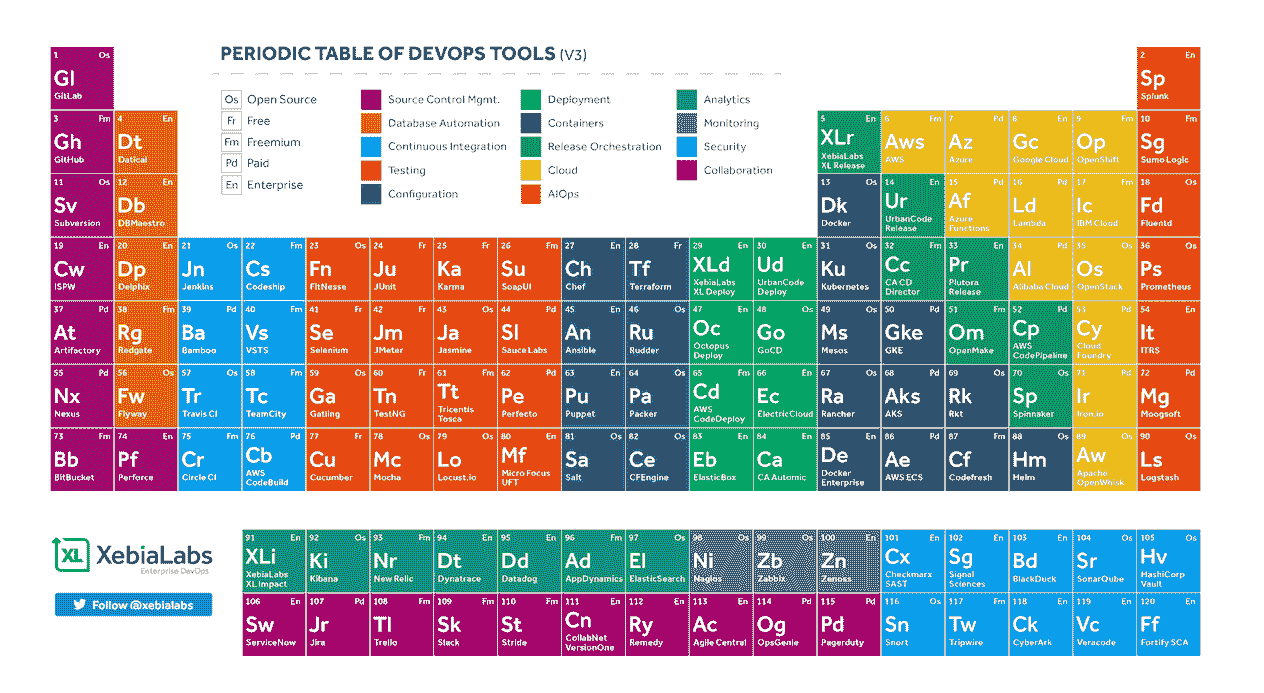 PERIODIC TABLE OF DEVOPS TOOLS (V3)
Os Open Source
Fr Free
Fm Freemium
Pd Paid
En Enterprise
Source Control Mgmt.
Database Automation
Continuous Integration
Testing
Configuration
Deployment
Containers
Release Orchestration
Cloud
AIOps
Analytics
Monitoring
Security
Collaboration
1 Os
Gl
GitLab
2 En
Sp
Splunk
3 Fm
Gh
GitHub
4 En
Dt
Datical
5 En
XLr
XebiaLabs
XL Release
6 Fm
Aws
AWS
7 Pd
Az
Azure
8 En
Gc
Google Cloud
9 Fm
Op
OpenShift
10 Fm
Sg
Sumo Logic
11 Os
Sv
Subversion
12 En
Db
DBMaestro
13 Os
Dk
Docker
14 En
Ur
UrbanCode
Release
15 Pd
Af
Azure
Functions
16 Pd
Ld
Lambda
17 Fm
Ic
IBM Cloud
18 Os
Fd
Fluentd
19 En
Cw
ISPW
20 En
Dp
Delphix
21 Os
Jn
Jenkins
22 Fm
Cs
Codeship
23 Os
Fn
FitNesse
24 Fr
Ju
JUnit
25 Fr
Ka
Karma
26 Fm
Su
SoapUI
27 En
Ch
Chef
28 Fr
Tf
Terraform
29 En
XLd
XebiaLabs
XL Deploy
30 En
Ud
UrbanCode
Deploy
31 Os
Ku
Kubernetes
32 Fm
Cc
CA CD
Director
33 En
Pr
Plutora
Release
34 Pd
Al
Alibaba Cloud
35 Os
Os
OpenStack
36 Os
Ps
Prometheus
37 Pd
At
Artifactory
38 Fm
Rg
Redgate
39 Pd
Ba
Bamboo
40 Fm
Vs
VSTS
41 Fr
Se
Selenium
42 Fr
Jm
JMeter
43 Os
Ja
Jasmine
44 Pd
Sl
Sauce Labs
45 En
An
Ansible
46 Os
Ru
Rudder
47 En
Oc
Octopus
Deploy
48 Os
Go
GoCD
49 Os
Ms
Mesos
50 Pd
Gke
GKE
51 Fm
Om
OpenMake
52 Pd
Cp
AWS
CodePipeline
53 Pd
Cy
Cloud
Foundry
54 En
It
ITRS
55 Pd
Nx
Nexus
56 Os
Fw
Flyway
57 Os
Tr
Travis CI
58 Fm
Tc
TeamCity
59 Os
Ga
Gatling
60 Fr
Tn
TestNG
61 Fm
Tt
Tricentis
Tosca
62 Pd
Pe
Perfecto
63 En
Pu
Puppet
64 Os
Pa
Packer
65 Fm
Cd
AWS
CodeDeploy
66 En
Ec
ElectricCloud
67 Os
Ra
Rancher
68 Pd
Aks
AKS
69 Os
Rk
Rkt
70 Os
Sp
Spinnaker
71 Pd
Ir
Iron.io
72 Pd
Mg
Moogsoft
73 Fm
Bb
BitBucket
74 En
Pf
Perforce
75 Fm
Cr
Circle CI
76 Pd
Cb
AWS
CodeBuild
77 Fr
Cu
Cucumber
78 Os
Mc
Mocha
79 Os
Lo
Locust.io
80 En
Mf
Micro Focus
UFT
81 Os
Sa
Salt
82 Os
Ce
CFEngine
83 En
Eb
ElasticBox
84 En
Ca
CA Automic
85 En
De
Docker
Enterprise
86 Pd
Ae
AWS ECS
87 Fm
Cf
Codefresh
88 Os
Hm
Helm
89 Os
Aw
Apache
OpenWhisk
90 Os
Ls
Logstash
XL XebiaLabs
Enterprise DevOps
Follow @xebialabs
91 En
XLi
XebiaLabs
XL Impact
92 Os
Ki
Kibana
93 Fm
Nr
New Relic
94 En
Dt
Dynatrace
95 En
Dd
Datadog
96 Fm
Ad
AppDynamics
97 Os
El
ElasticSearch
98 Os
Ni
Nagios
99 Os
Zb
Zabbix
100 En
Zn
Zenoss
101 En
Cx
Checkmarx
SAST
102 En
Sg
Signal
Sciences
103 En
Bd
BlackDuck
104 Os
Sr
SonarQube
105 Os
Hv
HashiCorp
Vault
106 En
Sw
ServiceNow
107 Pd
Jr
Jira
108 Fm
Tl
Trello
109 Fm
Sk
Slack
110 Fm
St
Stride
111 En
Cn
CollabNet
VersionOne
112 En
Ry
Remedy
113 En
Ac
Agile Central
114 Pd
Og
OpsGenie
115 Pd
Pd
Pagerduty
116 Os
Sn
Snort
117 Os
Tw
Tripwire
118 En
Ck
CyberArk
119 En
Vc
Veracode
120 En
Ff
Fortify SCA